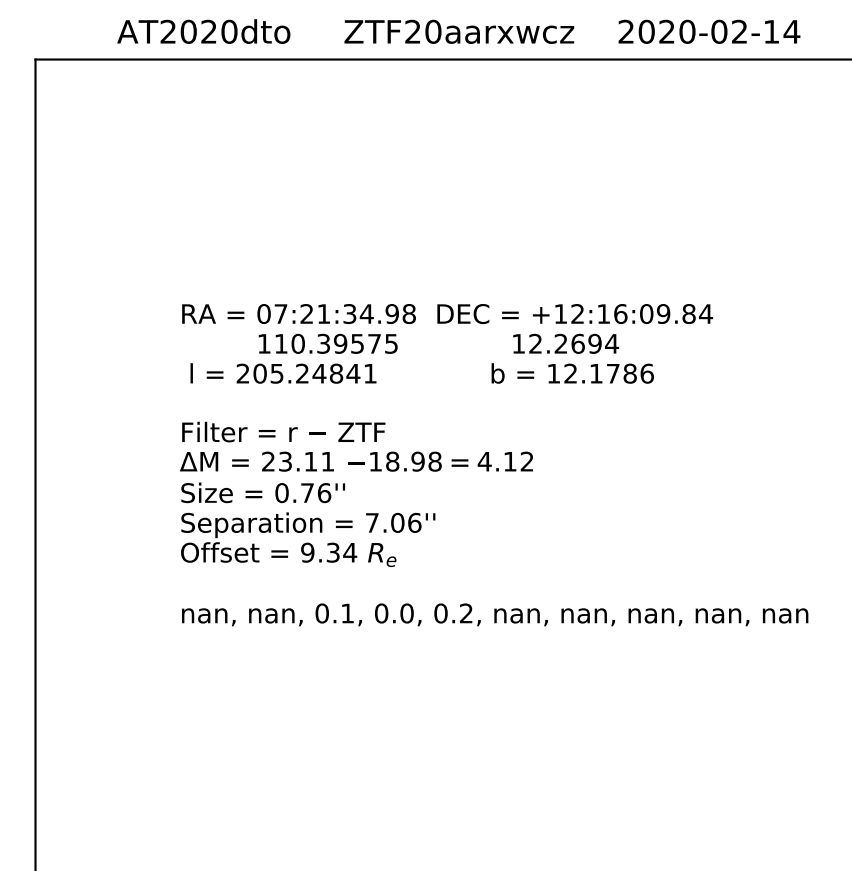 AT2020dto ZTF20aarxwcz 2020-02-14
RA = 07:21:34.98 DEC = +12:16:09.84
110.39575 12.2694
l = 205.24841 b = 12.1786
Filter = r − ZTF
ΔM = 23.11 −18.98 = 4.12
Size = 0.76''
Separation = 7.06''
Offset = 9.34 Re
nan, nan, 0.1, 0.0, 0.2, nan, nan, nan, nan, nan